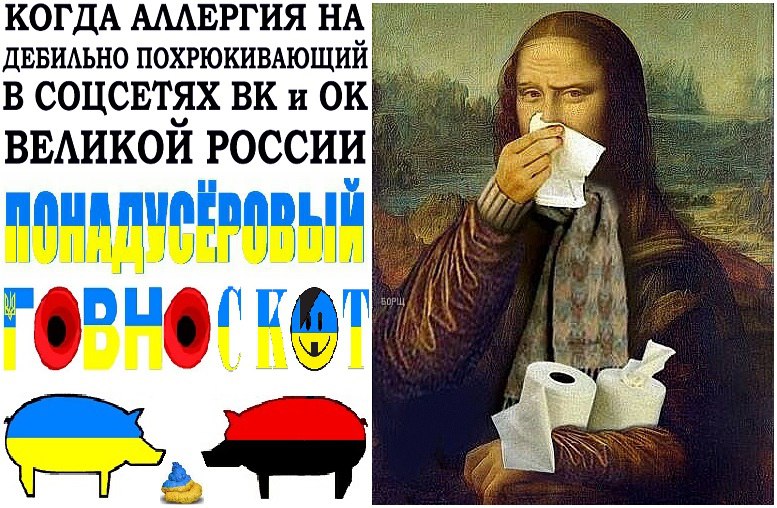 КОГДА АЛЛЕРГИЯ НА
ДЕБИЛЬНО ПОХРЮКИВАЮЩИЙ
В СОЦСЕТЯХ ВК и ОК
ВЕЛИКОЙ РОССИИ
ПОНАДУСЁРОВЫЙ
ГОВНОСКОТ
БОРЩ